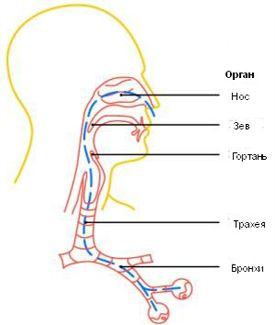 Орган
Нос
Зев
Гортань
Трахея
Бронхи